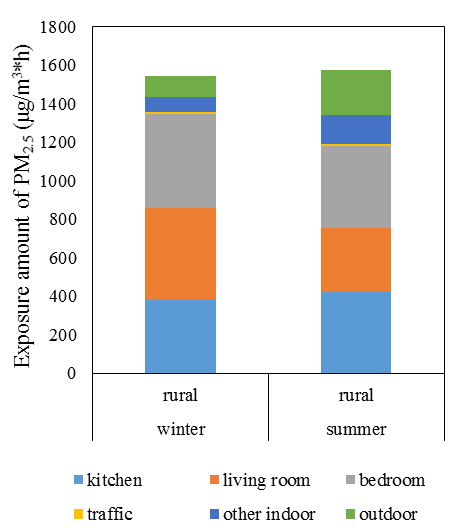 Exposure amount of PM2.5 (μg/m³*h)
1800
1600
1400
1200
1000
800
600
400
200
0
rural rural
winter summer
kitchen living room bedroom
traffic other indoor outdoor